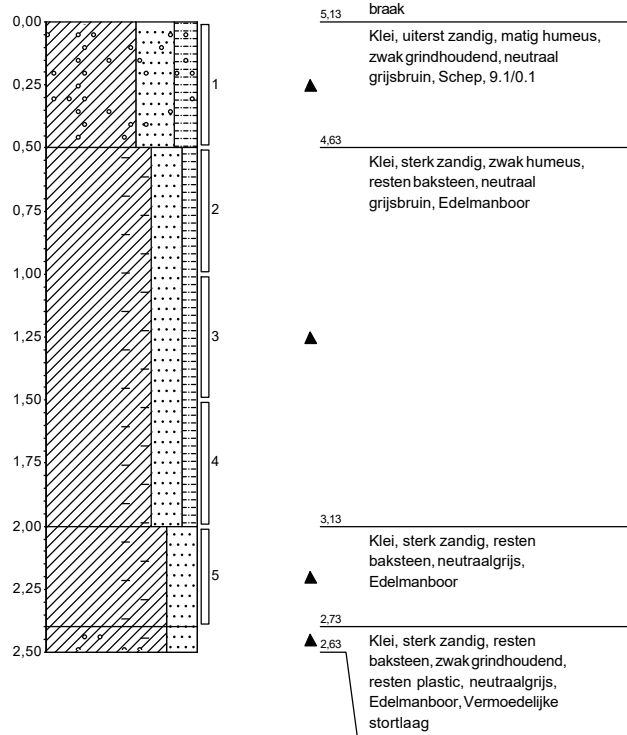 braak
5,13
0,00
Klei, uiterst zandig, matig humeus,
zwak grindhoudend, neutraal
grijsbruin, Schep, 9.1/0.1
0,25
1
0,50
4,63
Klei, sterk zandig, zwak humeus,
resten baksteen, neutraal
grijsbruin, Edelmanboor
0,75
2
1,00
1,25
3
1,50
1,75
4
2,00
3,13
Klei, sterk zandig, resten
baksteen, neutraalgrijs,
Edelmanboor
2,25
5
2,73
2,50
2,63
Klei, sterk zandig, resten
baksteen, zwak grindhoudend,
resten plastic, neutraalgrijs,
Edelmanboor, Vermoedelijke
stortlaag